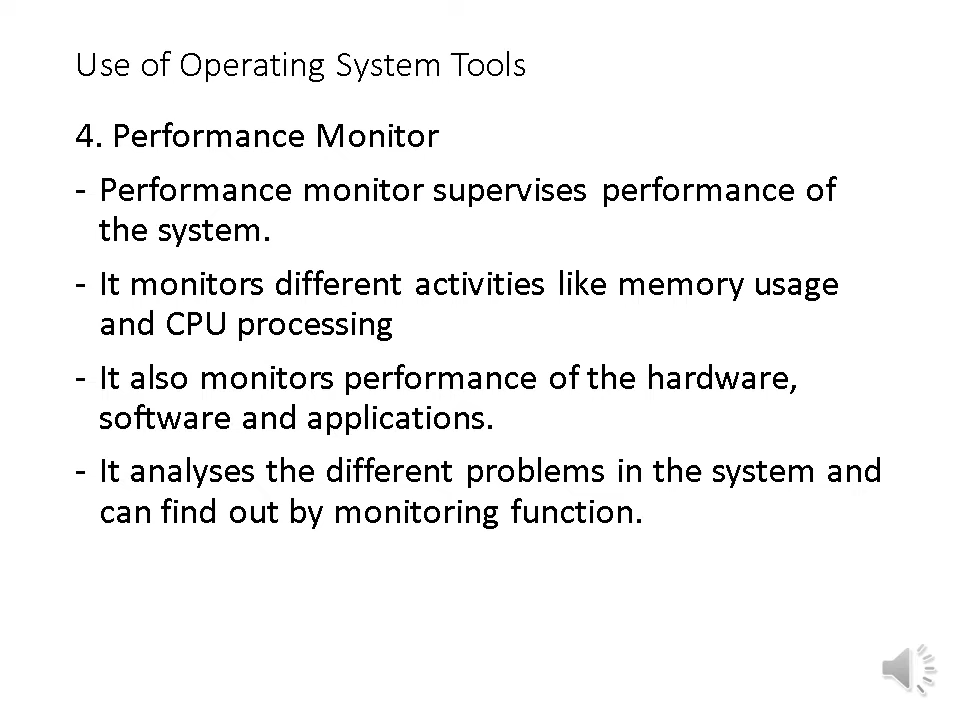 Use of Operating System Tools
4. Performance Monitor
- Performance monitor supervises performance of
the system.
- It monitors different activities like memory usage
and CPU processing
- It also monitors performance of the hardware,
software and applications.
- It analyses the different problems in the system and
can find out by monitoring function.